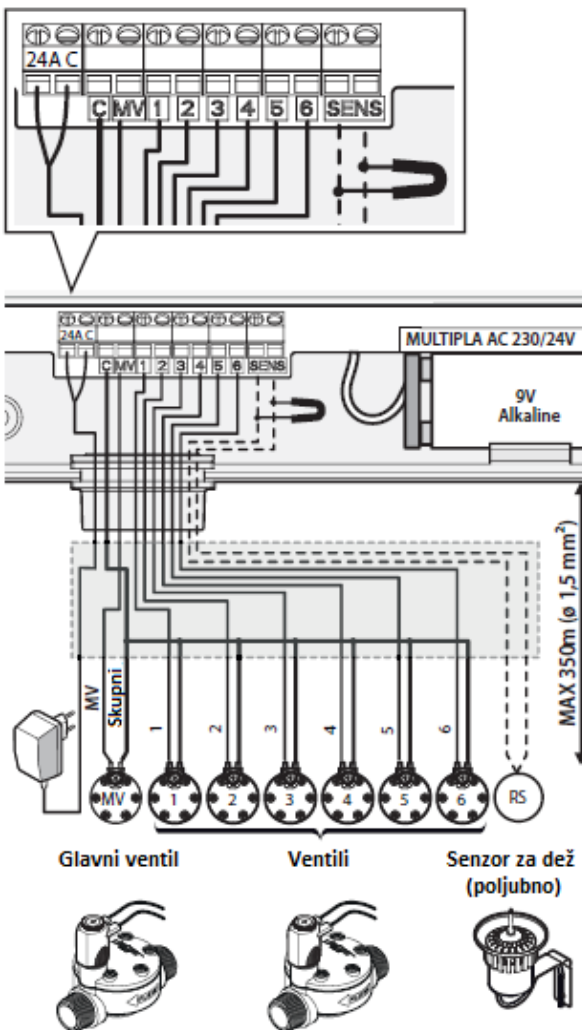 24A C
C MV 1 2 3 4 5 6 SENS
24A C
C MV 1 2 3 4 5 6 SENS
MULTIPLA AC 230/24V
9V
Alkaline
MAX 350m (ø 1,5 mm²)
MV
Skupni
1
2
3
4
5
6
MV
1
2
3
4
5
6
RS
Glavni ventil
Ventili
Senzor za dež
(poljubno)